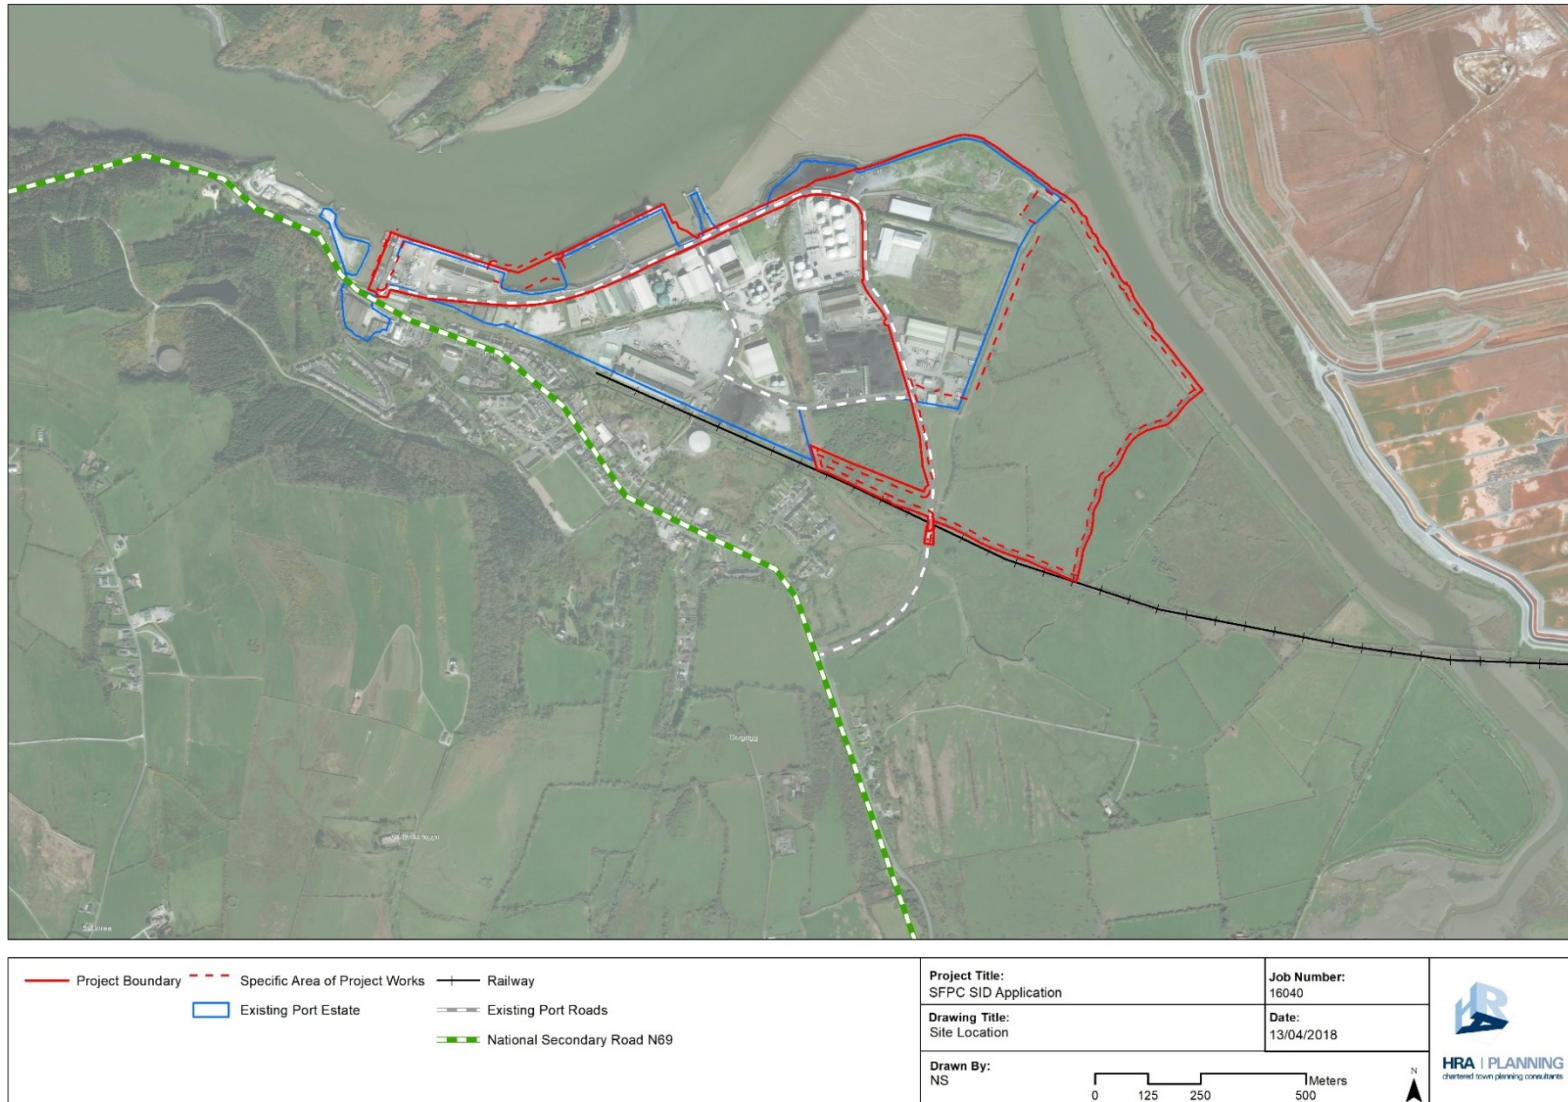 Project Boundary
Specific Area of Project Works
Railway
Existing Port Estate
Existing Port Roads
National Secondary Road N69
Project Title:
SFPC SID Application
Job Number:
16040
Drawing Title:
Site Location
Date:
13/04/2018
Drawn By:
NS
0 125 250 500 Meters
N
HRA | PLANNING
chartered town planning consultants